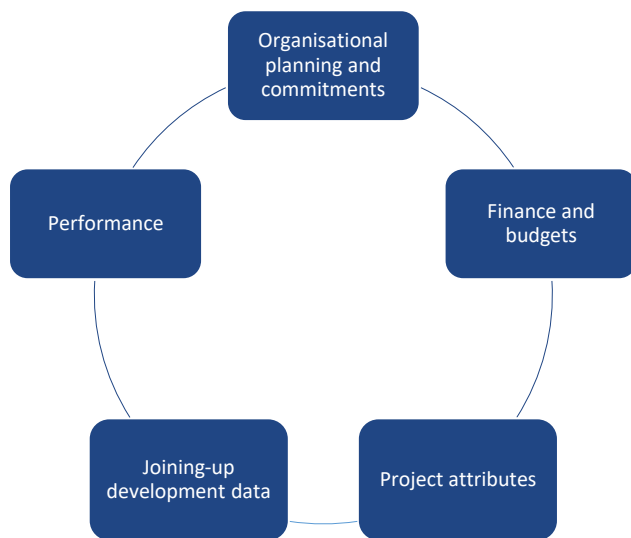 Organisational
planning and
commitments
Finance and
budgets
Project attributes
Joining-up
development data
Performance